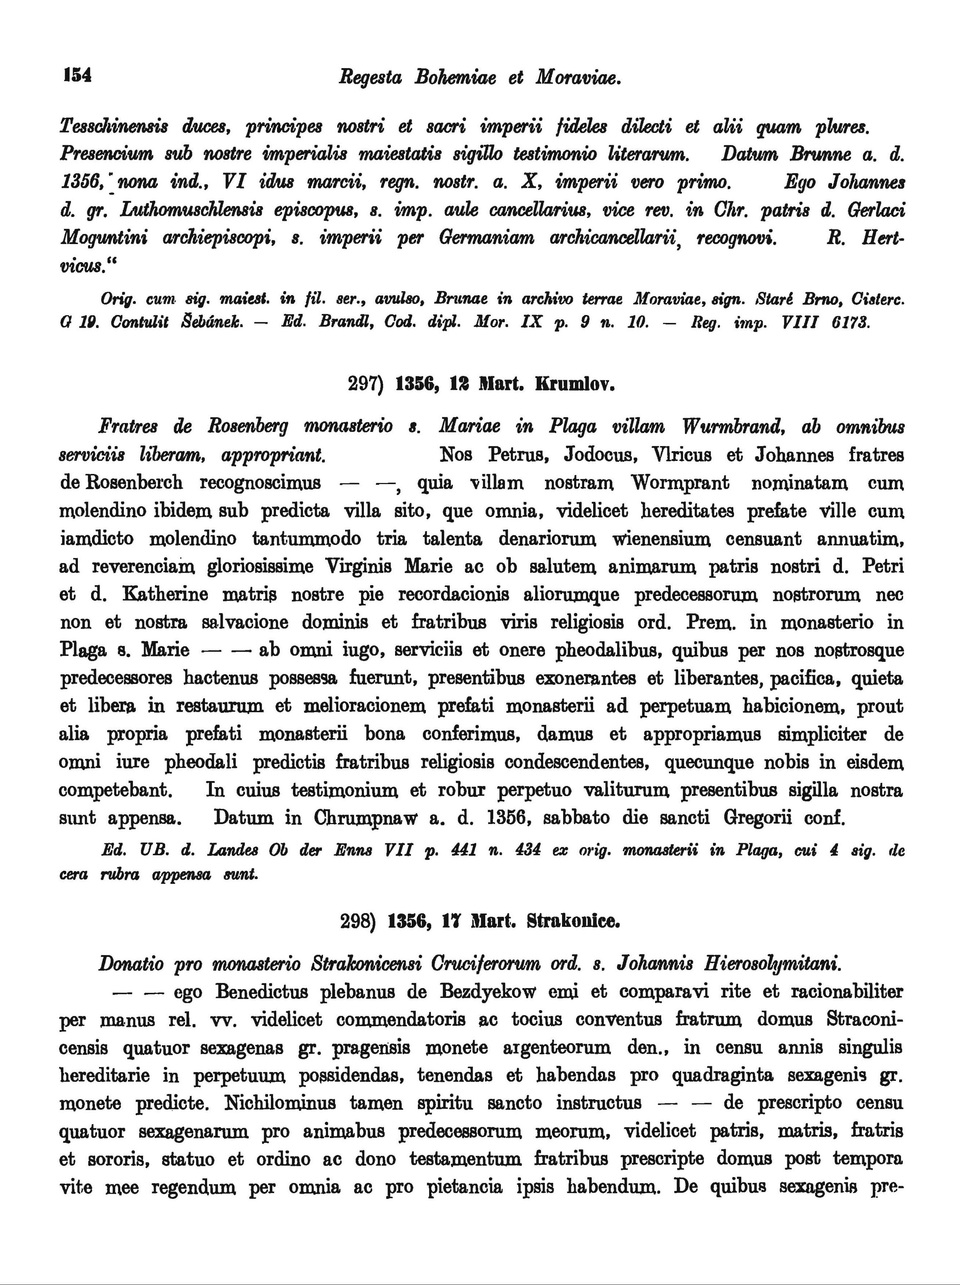 154
Regesta Bohemiae et Moraviae.
Tesschinensis duces, principes nostri et sacri imperii fideles dilecti et alii quam plures.
Presencium sub nostre imperialis maiestatis sigillo testimonio literarum. Datum Brunne a. d.
1356, nona ind., VI idus marcii, regn. nostr. a. X, imperii vero primo. Ego Johannes
d. gr. Luthomuschlensis episcopus, s. imp. aule cancellarius, vice rev. in Chr. patris d. Gerlaci
Moguntini archiepiscopi, s. imperii per Germaniam archicancellarii, recognovi. R. Hert-
vicus.“
Orig. cum sig. maiest. in fil. ser., avulso, Brunae in archivo terrae Moraviae, sign. Staré Brno, Cisterc.
G 19. Contulit Šebánek. — Ed. Brandl, Cod. dipl. Mor. IX p. 9 n. 10. — Reg. imp. VIII 6173.
297) 1356, 12 Mart. Krumlov.
Fratres de Rosenberg monasterio s. Mariae in Plaga villam Wurmbrand, ab omnibus
serviciis liberam, appropriant. Nos Petrus, Jodocus, Vlricus et Johannes fratres
de Rosenberch recognoscimus — —, quia villam nostram Wormprant nominatam cum
molendino ibidem sub predicta villa sito, que omnia, videlicet hereditates prefate ville cum
iamdicto molendino tantummodo tria talenta denariorum wienensium censuant annuatim,
ad reverenciam gloriosissime Virginis Marie ac ob salutem animarum patris nostri d. Petri
et d. Katherine matris nostre pie recordacionis aliorumque predecessorum nostrorum nec
non et nostra salvacione dominis et fratribus viris religiosis ord. Prem. in monasterio in
Plaga s. Marie — — ab omni iugo, serviciis et onere pheodalibus, quibus per nos nostrosque
predecessores hactenus possessa fuerunt, presentibus exonerantes et liberantes, pacifica, quieta
et libera in restaurum et melioracionem prefati monasterii ad perpetuam habicionem, prout
alia propria prefati monasterii bona conferimus, damus et appropriamus simpliciter de
omni iure pheodali predictis fratribus religiosis condescendentes, quecunque nobis in eisdem
competebant. In cuius testimonium et robur perpetuo valiturum presentibus sigilla nostra
sunt appensa. Datum in Chrumpnaw a. d. 1356, sabbato die sancti Gregorii conf.
Ed. UB. d. Landes Ob der Enns VII p. 441 n. 434 ex orig. monasterii in Plaga, cui 4 sig. de
cera rubra appensa sunt.
298) 1356, 17 Mart. Strakonice.
Donatio pro monasterio Strakonicensi Cruciferorum ord. s. Johannis Hierosolymitani.
— — ego Benedictus plebanus de Bezdyekow emi et comparavi rite et racionabiliter
per manus rel. vv. videlicet commendatoris ac tocius conventus fratrum domus Straconi-
censis quatuor sexagenas gr. pragensis monete argenteorum den., in censu annis singulis
hereditarie in perpetuum possidendas, tenendas et habendas pro quadraginta sexagenis gr.
monete predicte. Nichilominus tamen spiritu sancto instructus — — de prescripto censu
quatuor sexagenarum pro animabus predecessorum meorum, videlicet patris, matris, fratris
et sororis, statuo et ordino ac dono testamentum fratribus prescripte domus post tempora
vite mee regendum per omnia ac pro pietancia ipsis habendum. De quibus sexagenis pre-